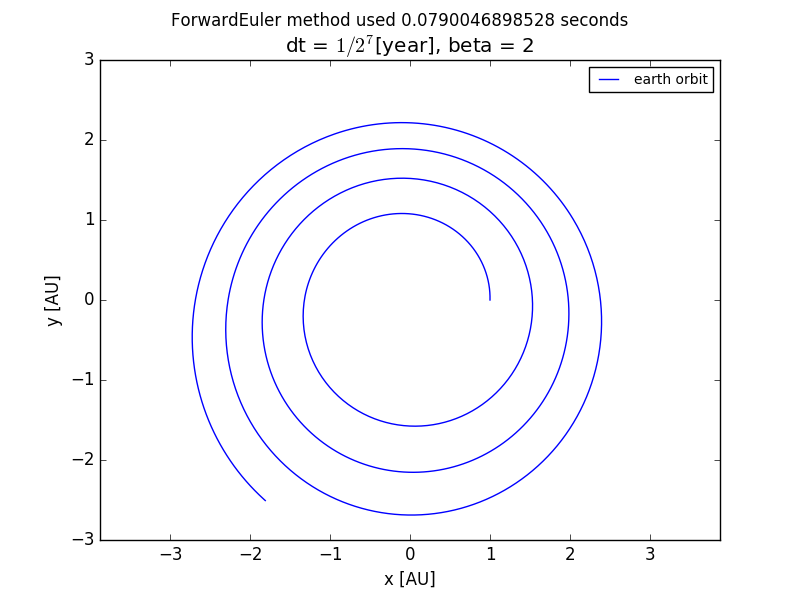 ForwardEuler method used 0.0790046898528 seconds
dt = 1/2^7[year], beta = 2
earth orbit
3
2
1
0
−1
−2
−3
y [AU]
−3 −2 −1 0 1 2 3
x [AU]